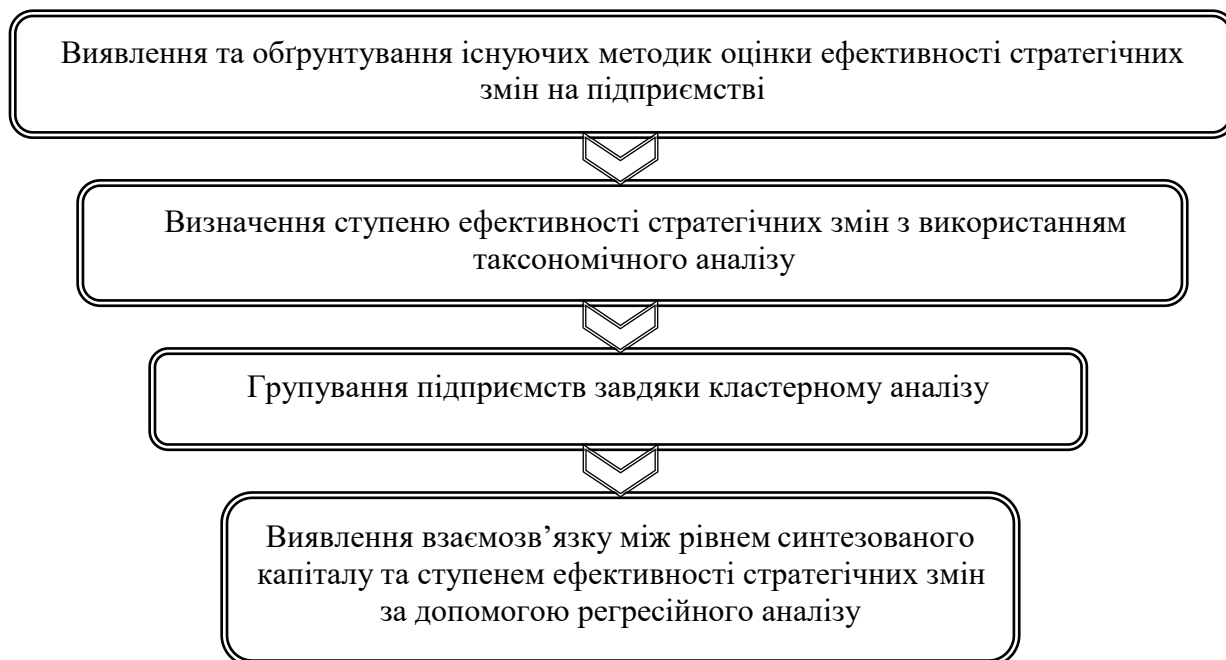 Виявлення та обґрунтування існуючих методик оцінки ефективності стратегічних
змін на підприємстві
Визначення ступеню ефективності стратегічних змін з використанням
таксономічного аналізу
Групування підприємств завдяки кластерному аналізу
Виявлення взаємозв’язку між рівнем синтезованого
капіталу та ступенем ефективності стратегічних змін
за допомогою регресійного аналізу